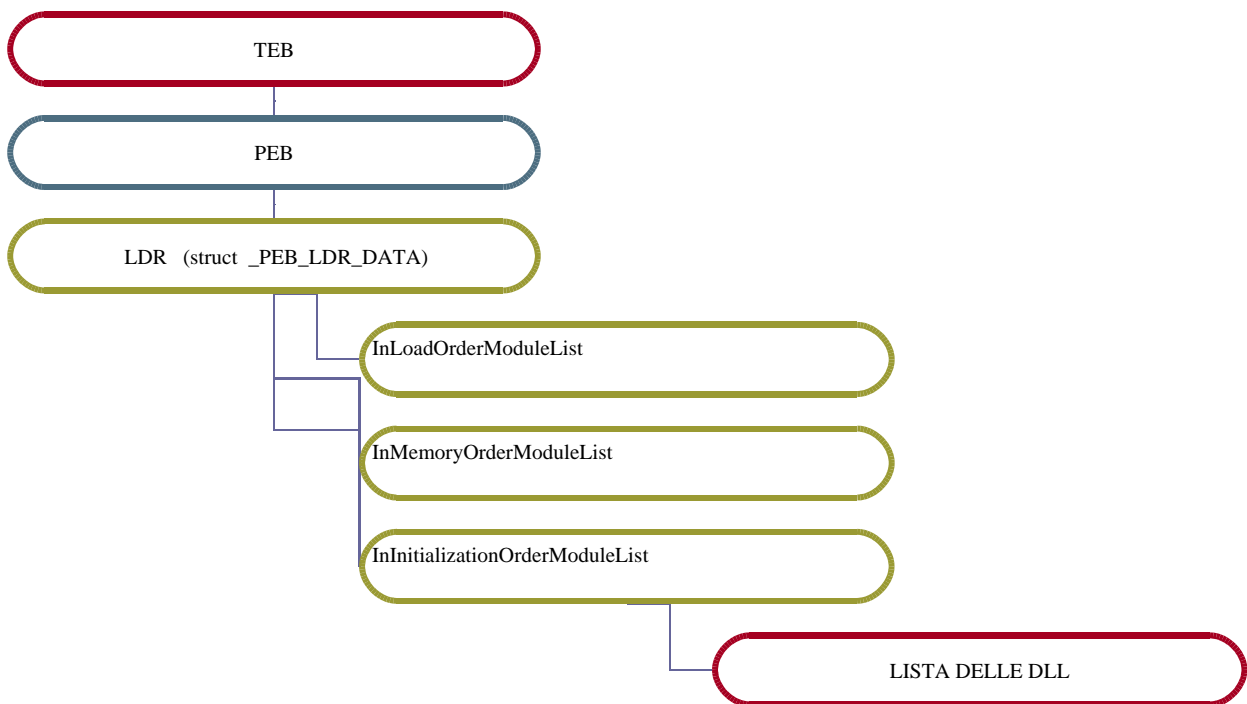 TEB
PEB
LDR (struct _PEB_LDR_DATA)
InLoadOrderModuleList
InMemoryOrderModuleList
InInitializationOrderModuleList
LISTA DELLE DLL